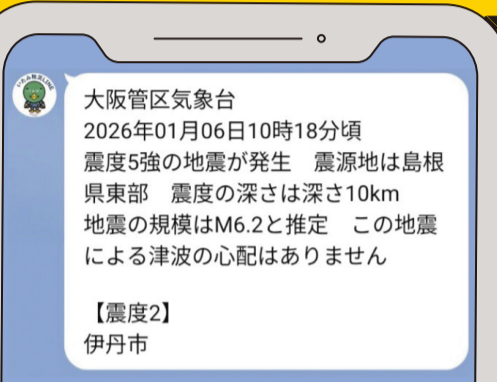 大阪管区気象台
2026年01月06日10時18分頃
震度5強の地震が発生　震源地は島根
県東部　震度の深さは深さ10km
地震の規模はM6.2と推定　この地震
による津波の心配はありません
【震度2】
伊丹市